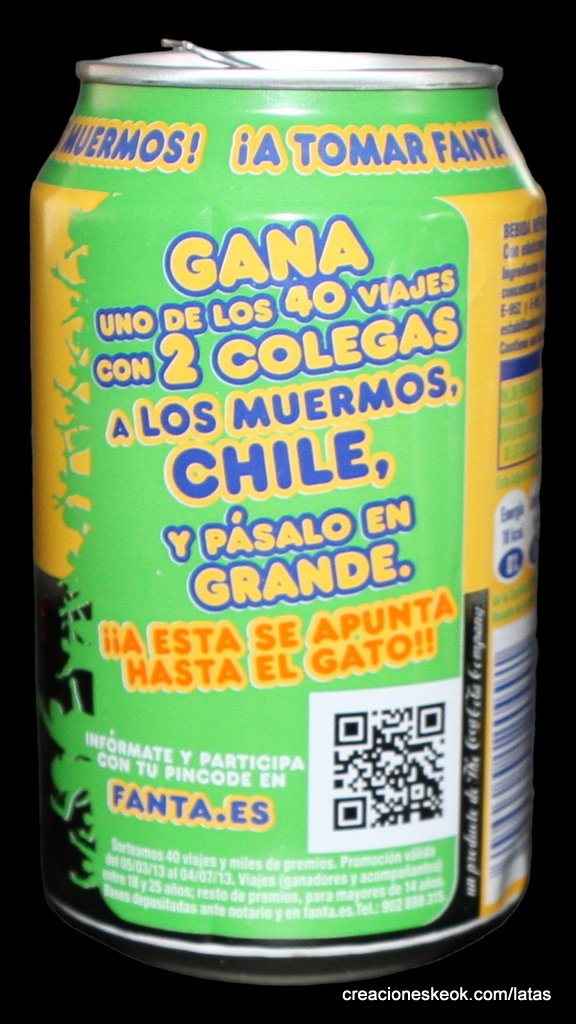 MUERMOS! ¡A TOMAR FANTA
GANA
UNO DE LOS 40 VIAJES
CON 2 COLEGAS
A LOS MUERMOS,
CHILE,
Y PÁSALO EN
GRANDE.
¡¡A ESTA SE APUNTA
HASTA EL GATO!!
INFÓRMATE Y PARTICIPA
CON TU PINCODE EN
FANTA.ES
Sorteamos 40 viajes y miles de premios. Promoción válida
del 05/03/13 al 04/07/13. Viajes (ganadores y acompañantes)
entre 18 y 25 años; resto de premios, para mayores de 14 años.
Bases depositadas ante notario y en fanta.es. Tel.: 902 888 315
un producto de The Coca-Cola Company
BEBIDA
Ingredientes
E-952
Energía
creacioneskeok.com/latas